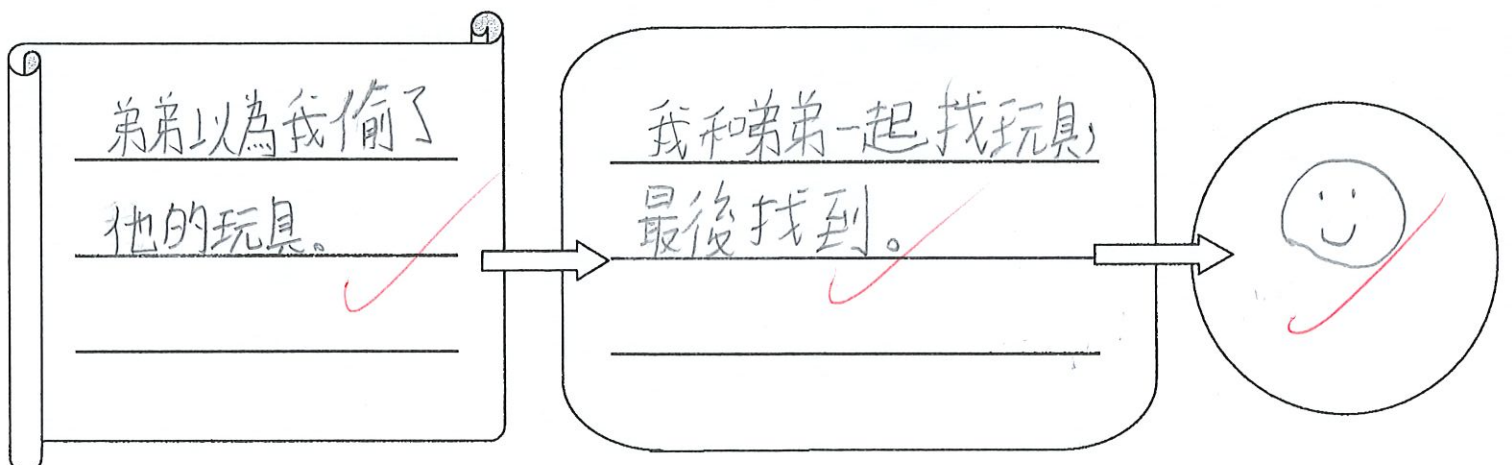 弟弟以為我偷了
他的玩具。
我和弟弟一起找玩具，
最後找到。